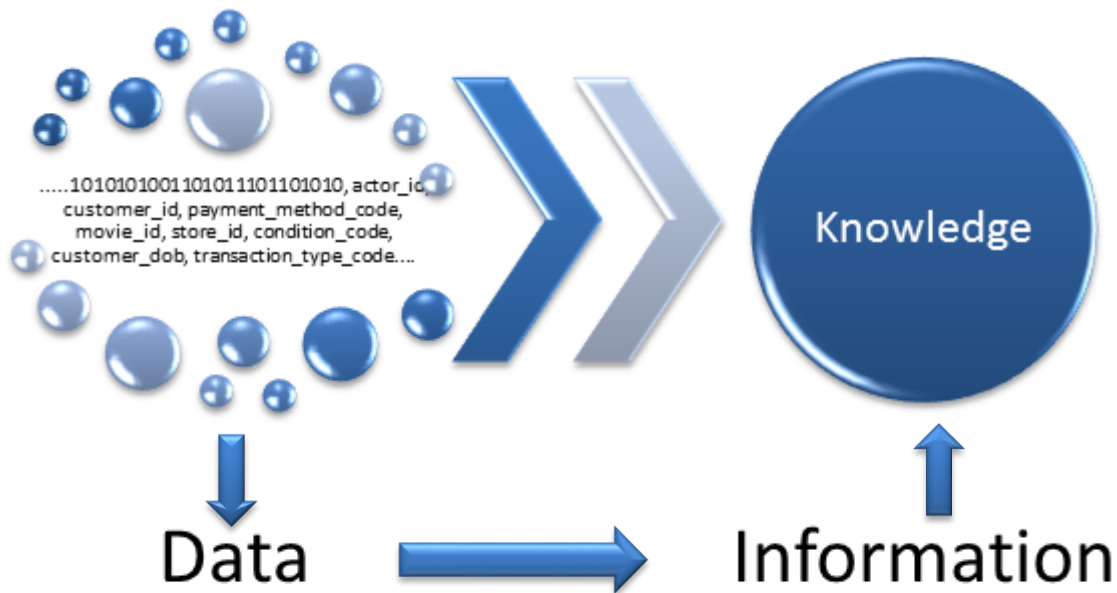 .....1010101001101011101101010, actor_id,
customer_id, payment_method_code,
movie_id, store_id, condition_code,
customer_dob, transaction_type_code....
Knowledge
Data
Information